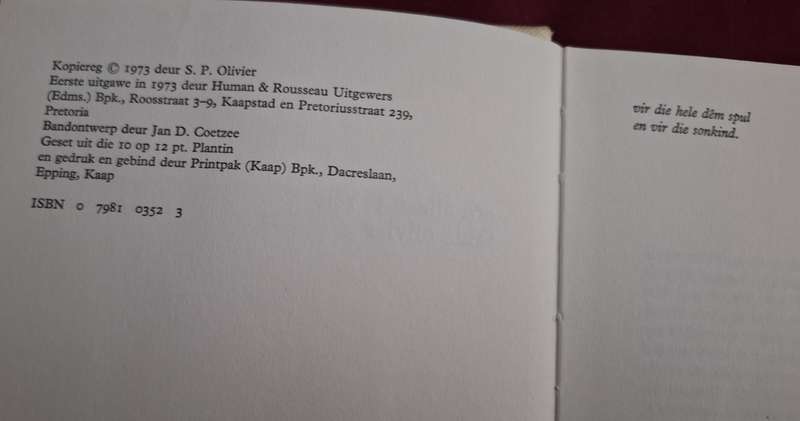 Kopiereg © 1973 deur S. P. Olivier
Eerste uitgawe in 1973 deur Human & Rousseau Uitgewers
(Edms.) Bpk., Roosstraat 3–9, Kaapstad en Pretoriusstraat 239,
Pretoria
Bandontwerp deur Jan D. Coetzee
Geset uit die 10 op 12 pt. Plantin
en gedruk en gebind deur Printpak (Kaap) Bpk., Dacreslaan,
Epping, Kaap
ISBN 0 7981 0352 3
vir die hele dêm spul
en vir die sonkind.